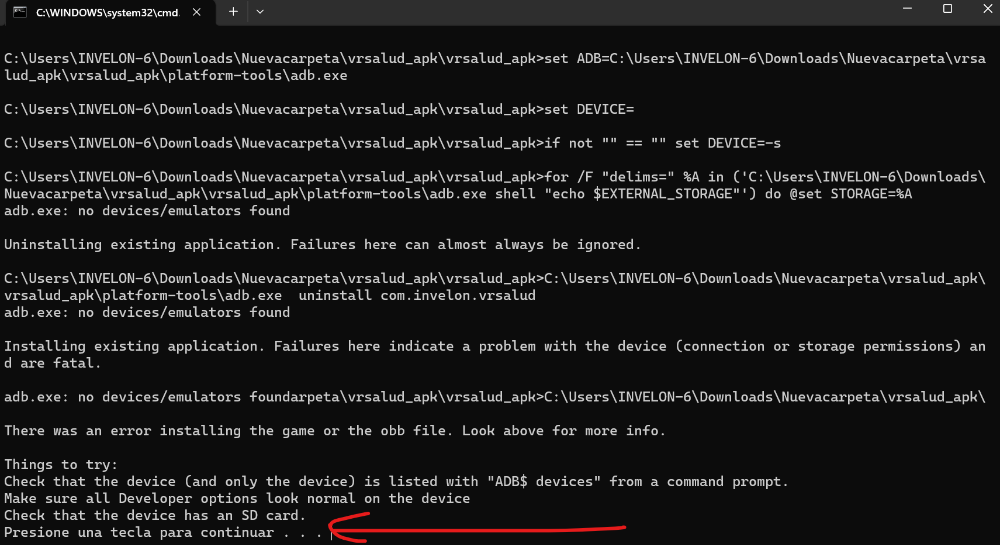 C:\WINDOWS\system32\cmd.
C:\Users\INVELON-6\Downloads\Nuevacarpeta\vrsalud_apk\vrsalud_apk>set ADB=C:\Users\INVELON-6\Downloads\Nuevacarpeta\vrsa
lud_apk\vrsalud_apk\platform-tools\adb.exe
C:\Users\INVELON-6\Downloads\Nuevacarpeta\vrsalud_apk\vrsalud_apk>set DEVICE=
C:\Users\INVELON-6\Downloads\Nuevacarpeta\vrsalud_apk\vrsalud_apk>if not "" == "" set DEVICE=-s
C:\Users\INVELON-6\Downloads\Nuevacarpeta\vrsalud_apk\vrsalud_apk>for /F "delims=" %A in ('C:\Users\INVELON-6\Downloads\
Nuevacarpeta\vrsalud_apk\vrsalud_apk\platform-tools\adb.exe shell "echo $EXTERNAL_STORAGE"') do @set STORAGE=%A
adb.exe: no devices/emulators found
Uninstalling existing application. Failures here can almost always be ignored.
C:\Users\INVELON-6\Downloads\Nuevacarpeta\vrsalud_apk\vrsalud_apk>C:\Users\INVELON-6\Downloads\Nuevacarpeta\vrsalud_apk\
vrsalud_apk\platform-tools\adb.exe  uninstall com.invelon.vrsalud
adb.exe: no devices/emulators found
Installing existing application. Failures here indicate a problem with the device (connection or storage permissions) an
d are fatal.
adb.exe: no devices/emulators foundarpeta\vrsalud_apk\vrsalud_apk>C:\Users\INVELON-6\Downloads\Nuevacarpeta\vrsalud_apk\
There was an error installing the game or the obb file. Look above for more info.
Things to try:
Check that the device (and only the device) is listed with "ADB$ devices" from a command prompt.
Make sure all Developer options look normal on the device
Check that the device has an SD card.
Presione una tecla para continuar . . .